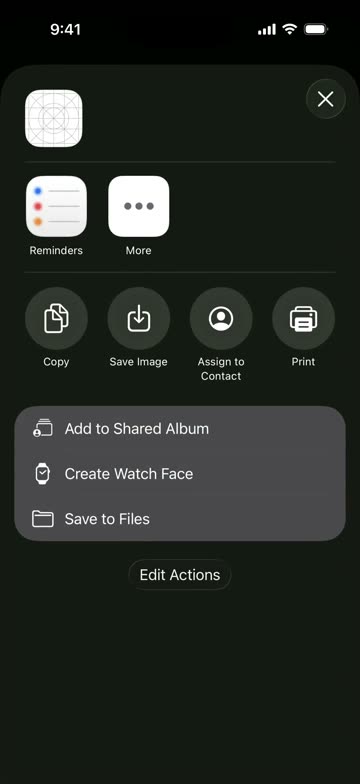 9:41
Reminders
More
Copy
Save Image
Assign to
Contact
Print
Add to Shared Album
Create Watch Face
Save to Files
Edit Actions